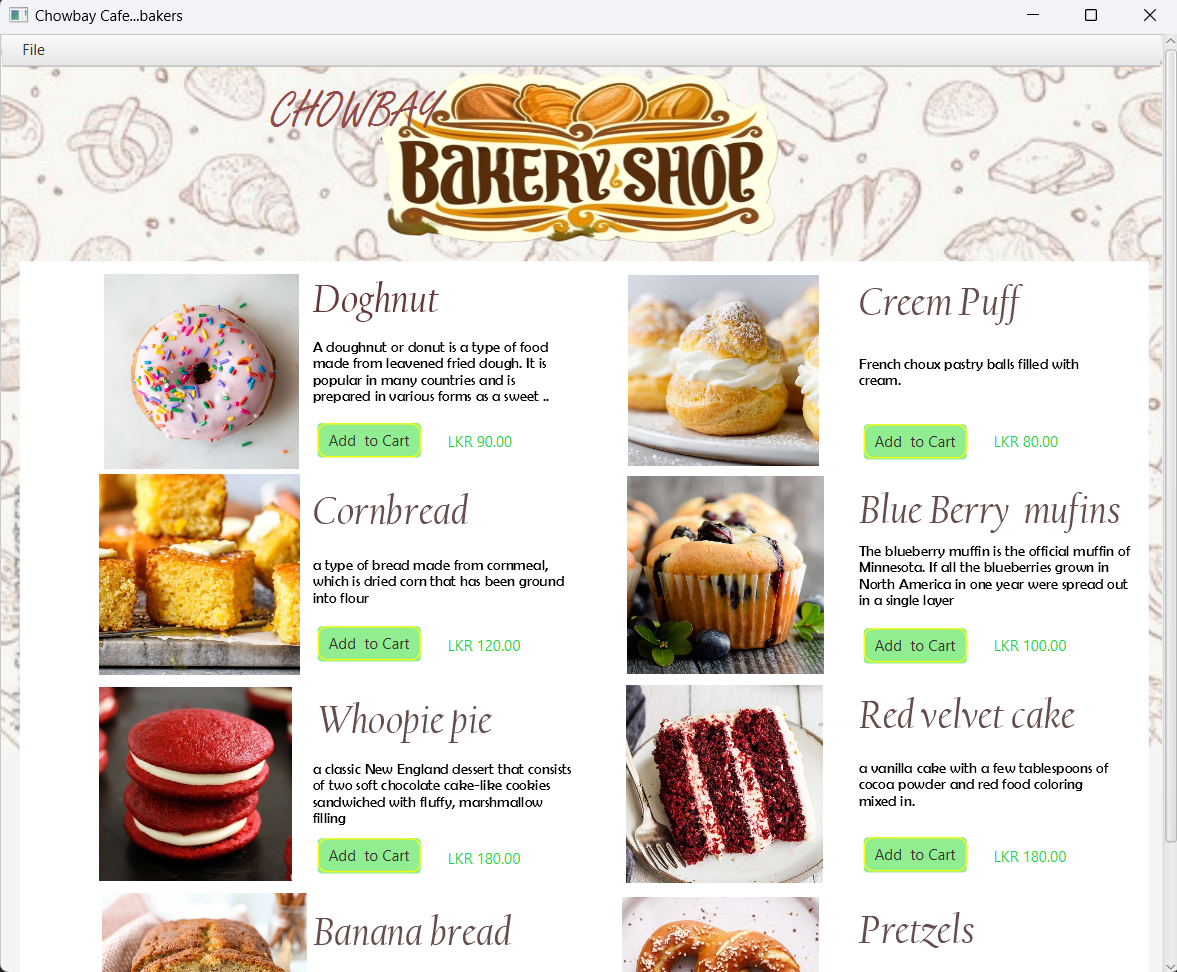 Chowbay Cafe...bakers
File
CHOWBAY
BAKERY SHOP
Doghnut
A doughnut or donut is a type of food
made from leavened fried dough. It is
popular in many countries and is
prepared in various forms as a sweet ..
Add  to Cart
LKR 90.00
Creem Puff
French choux pastry balls filled with
cream.
Add  to Cart
LKR 80.00
Cornbread
a type of bread made from cornmeal,
which is dried corn that has been ground
into flour
Add  to Cart
LKR 120.00
Blue Berry  mufins
The blueberry muffin is the official muffin of
Minnesota. If all the blueberries grown in
North America in one year were spread out
in a single layer
Add  to Cart
LKR 100.00
Whoopie pie
a classic New England dessert that consists
of two soft chocolate cake-like cookies
sandwiched with fluffy, marshmallow
filling
Add  to Cart
LKR 180.00
Red velvet cake
a vanilla cake with a few tablespoons of
cocoa powder and red food coloring
mixed in.
Add  to Cart
LKR 180.00
Banana bread
Pretzels